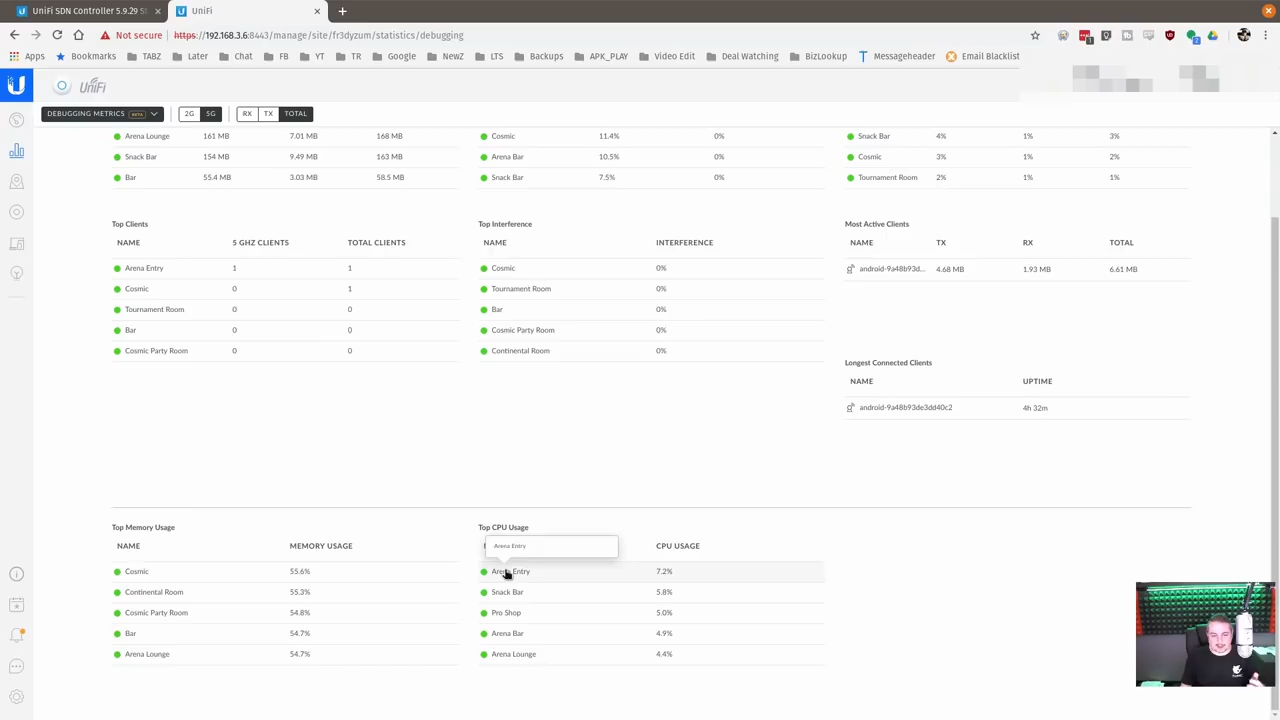 UniFi SDN Controller 5.9.29 S
UniFi
Not secure https://192.168.3.6:8443/manage/site/fr3dyzum/statistics/debugging
Apps Bookmarks TABZ Later Chat FB YT TR Google NewZ LTS Backups APK_PLAY Video Edit Deal Watching BizLookup Messageheader Email Blacklist
UniFi
DEBUGGING METRICS BETA 2G 5G RX TX TOTAL
Arena Lounge 161 MB 7.01 MB 168 MB
Snack Bar 154 MB 9.49 MB 163 MB
Bar 55.4 MB 3.03 MB 58.5 MB
Cosmic 11.4% 0%
Arena Bar 10.5% 0%
Snack Bar 7.5% 0%
Snack Bar 4% 1% 3%
Cosmic 3% 1% 2%
Tournament Room 2% 1% 1%
Top Clients
NAME 5 GHZ CLIENTS TOTAL CLIENTS
Arena Entry 1 1
Cosmic 0 1
Tournament Room 0 0
Bar 0 0
Cosmic Party Room 0 0
Top Interference
NAME INTERFERENCE
Cosmic 0%
Tournament Room 0%
Bar 0%
Cosmic Party Room 0%
Continental Room 0%
Most Active Clients
NAME TX RX TOTAL
android-9a48b93d... 4.68 MB 1.93 MB 6.61 MB
Longest Connected Clients
NAME UPTIME
android-9a48b93de3dd40c2 4h 32m
Top Memory Usage
NAME MEMORY USAGE
Cosmic 55.6%
Continental Room 55.3%
Cosmic Party Room 54.8%
Bar 54.7%
Arena Lounge 54.7%
Top CPU Usage
Arena Entry
CPU USAGE
Arena Entry 7.2%
Snack Bar 5.8%
Pro Shop 5.0%
Arena Bar 4.9%
Arena Lounge 4.4%